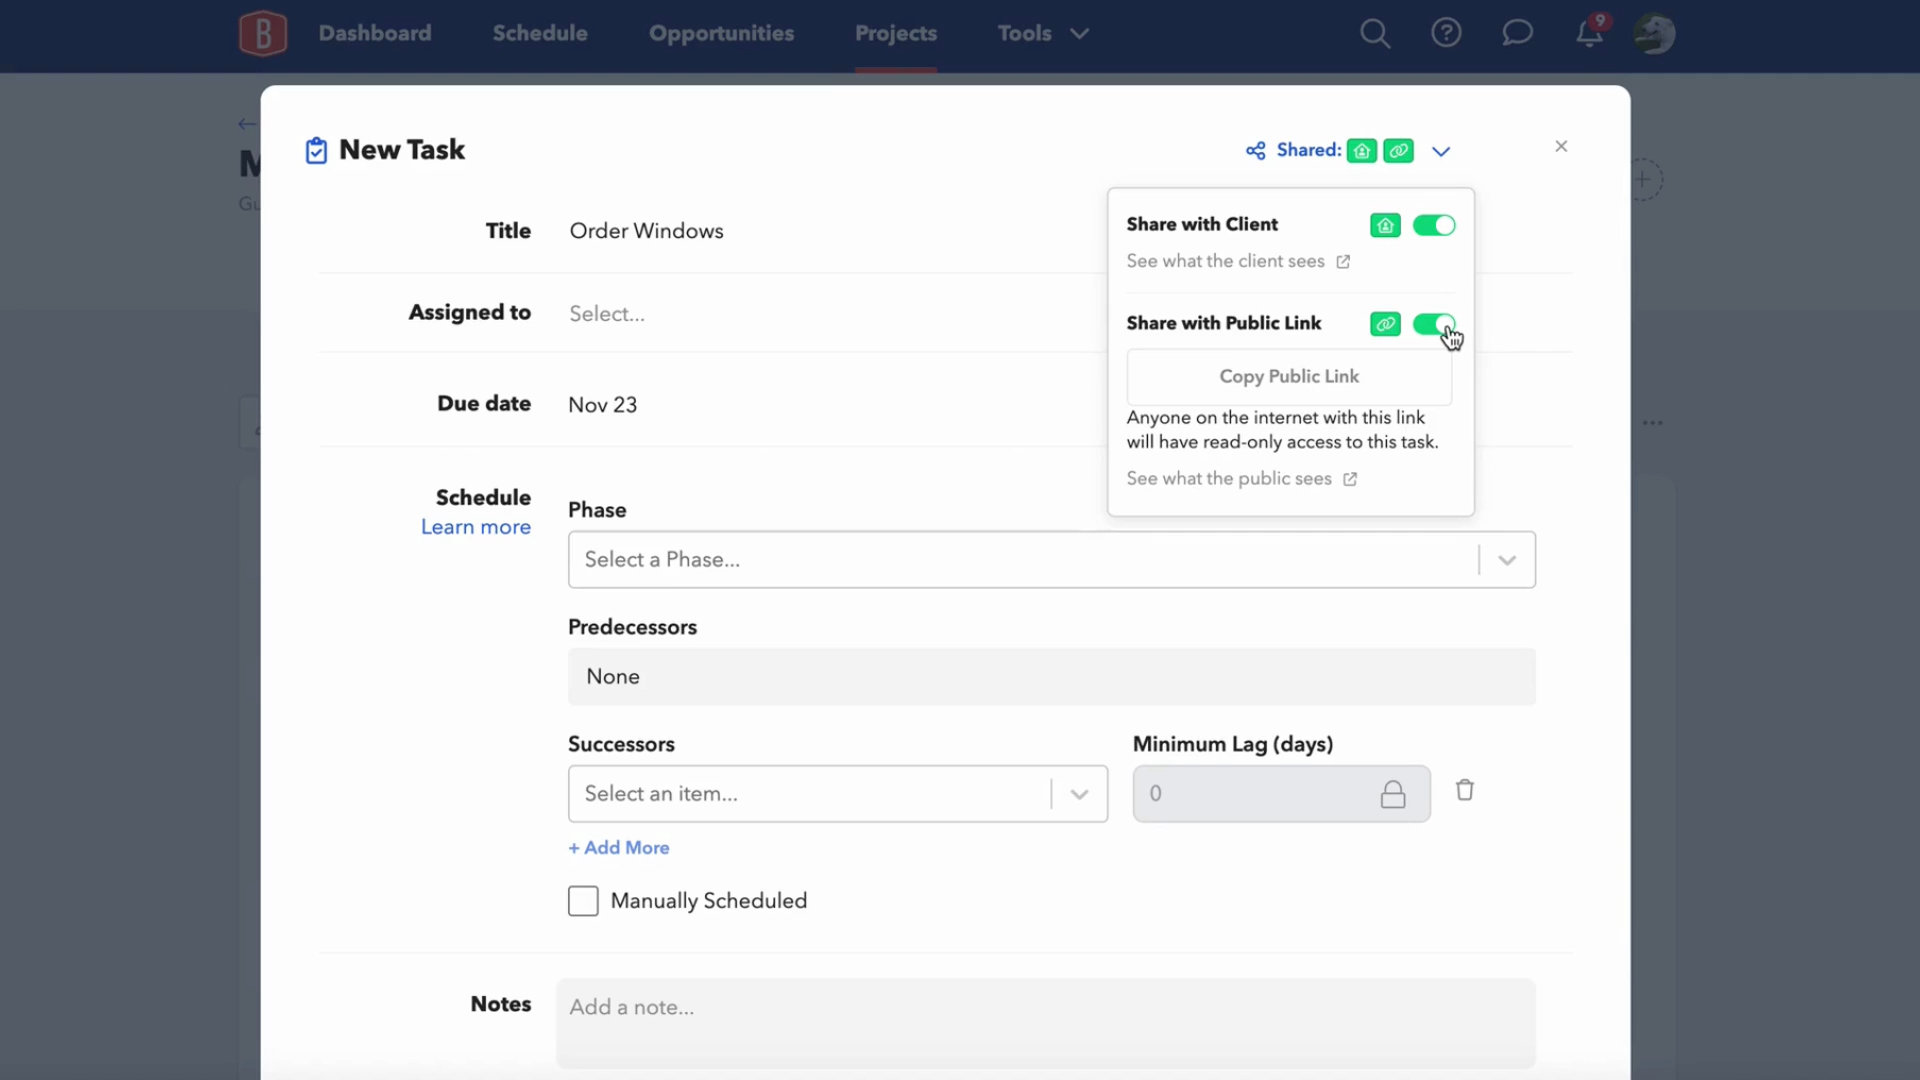 B
Dashboard
Schedule
Opportunities
Projects
Tools
9
New Task
Shared:
Title
Order Windows
Share with Client
See what the client sees
Assigned to
Select...
Share with Public Link
Copy Public Link
Anyone on the internet with this link
will have read-only access to this task.
See what the public sees
Due date
Nov 23
Schedule
Learn more
Phase
Select a Phase...
Predecessors
None
Successors
Minimum Lag (days)
Select an item...
0
+ Add More
Manually Scheduled
Notes
Add a note...